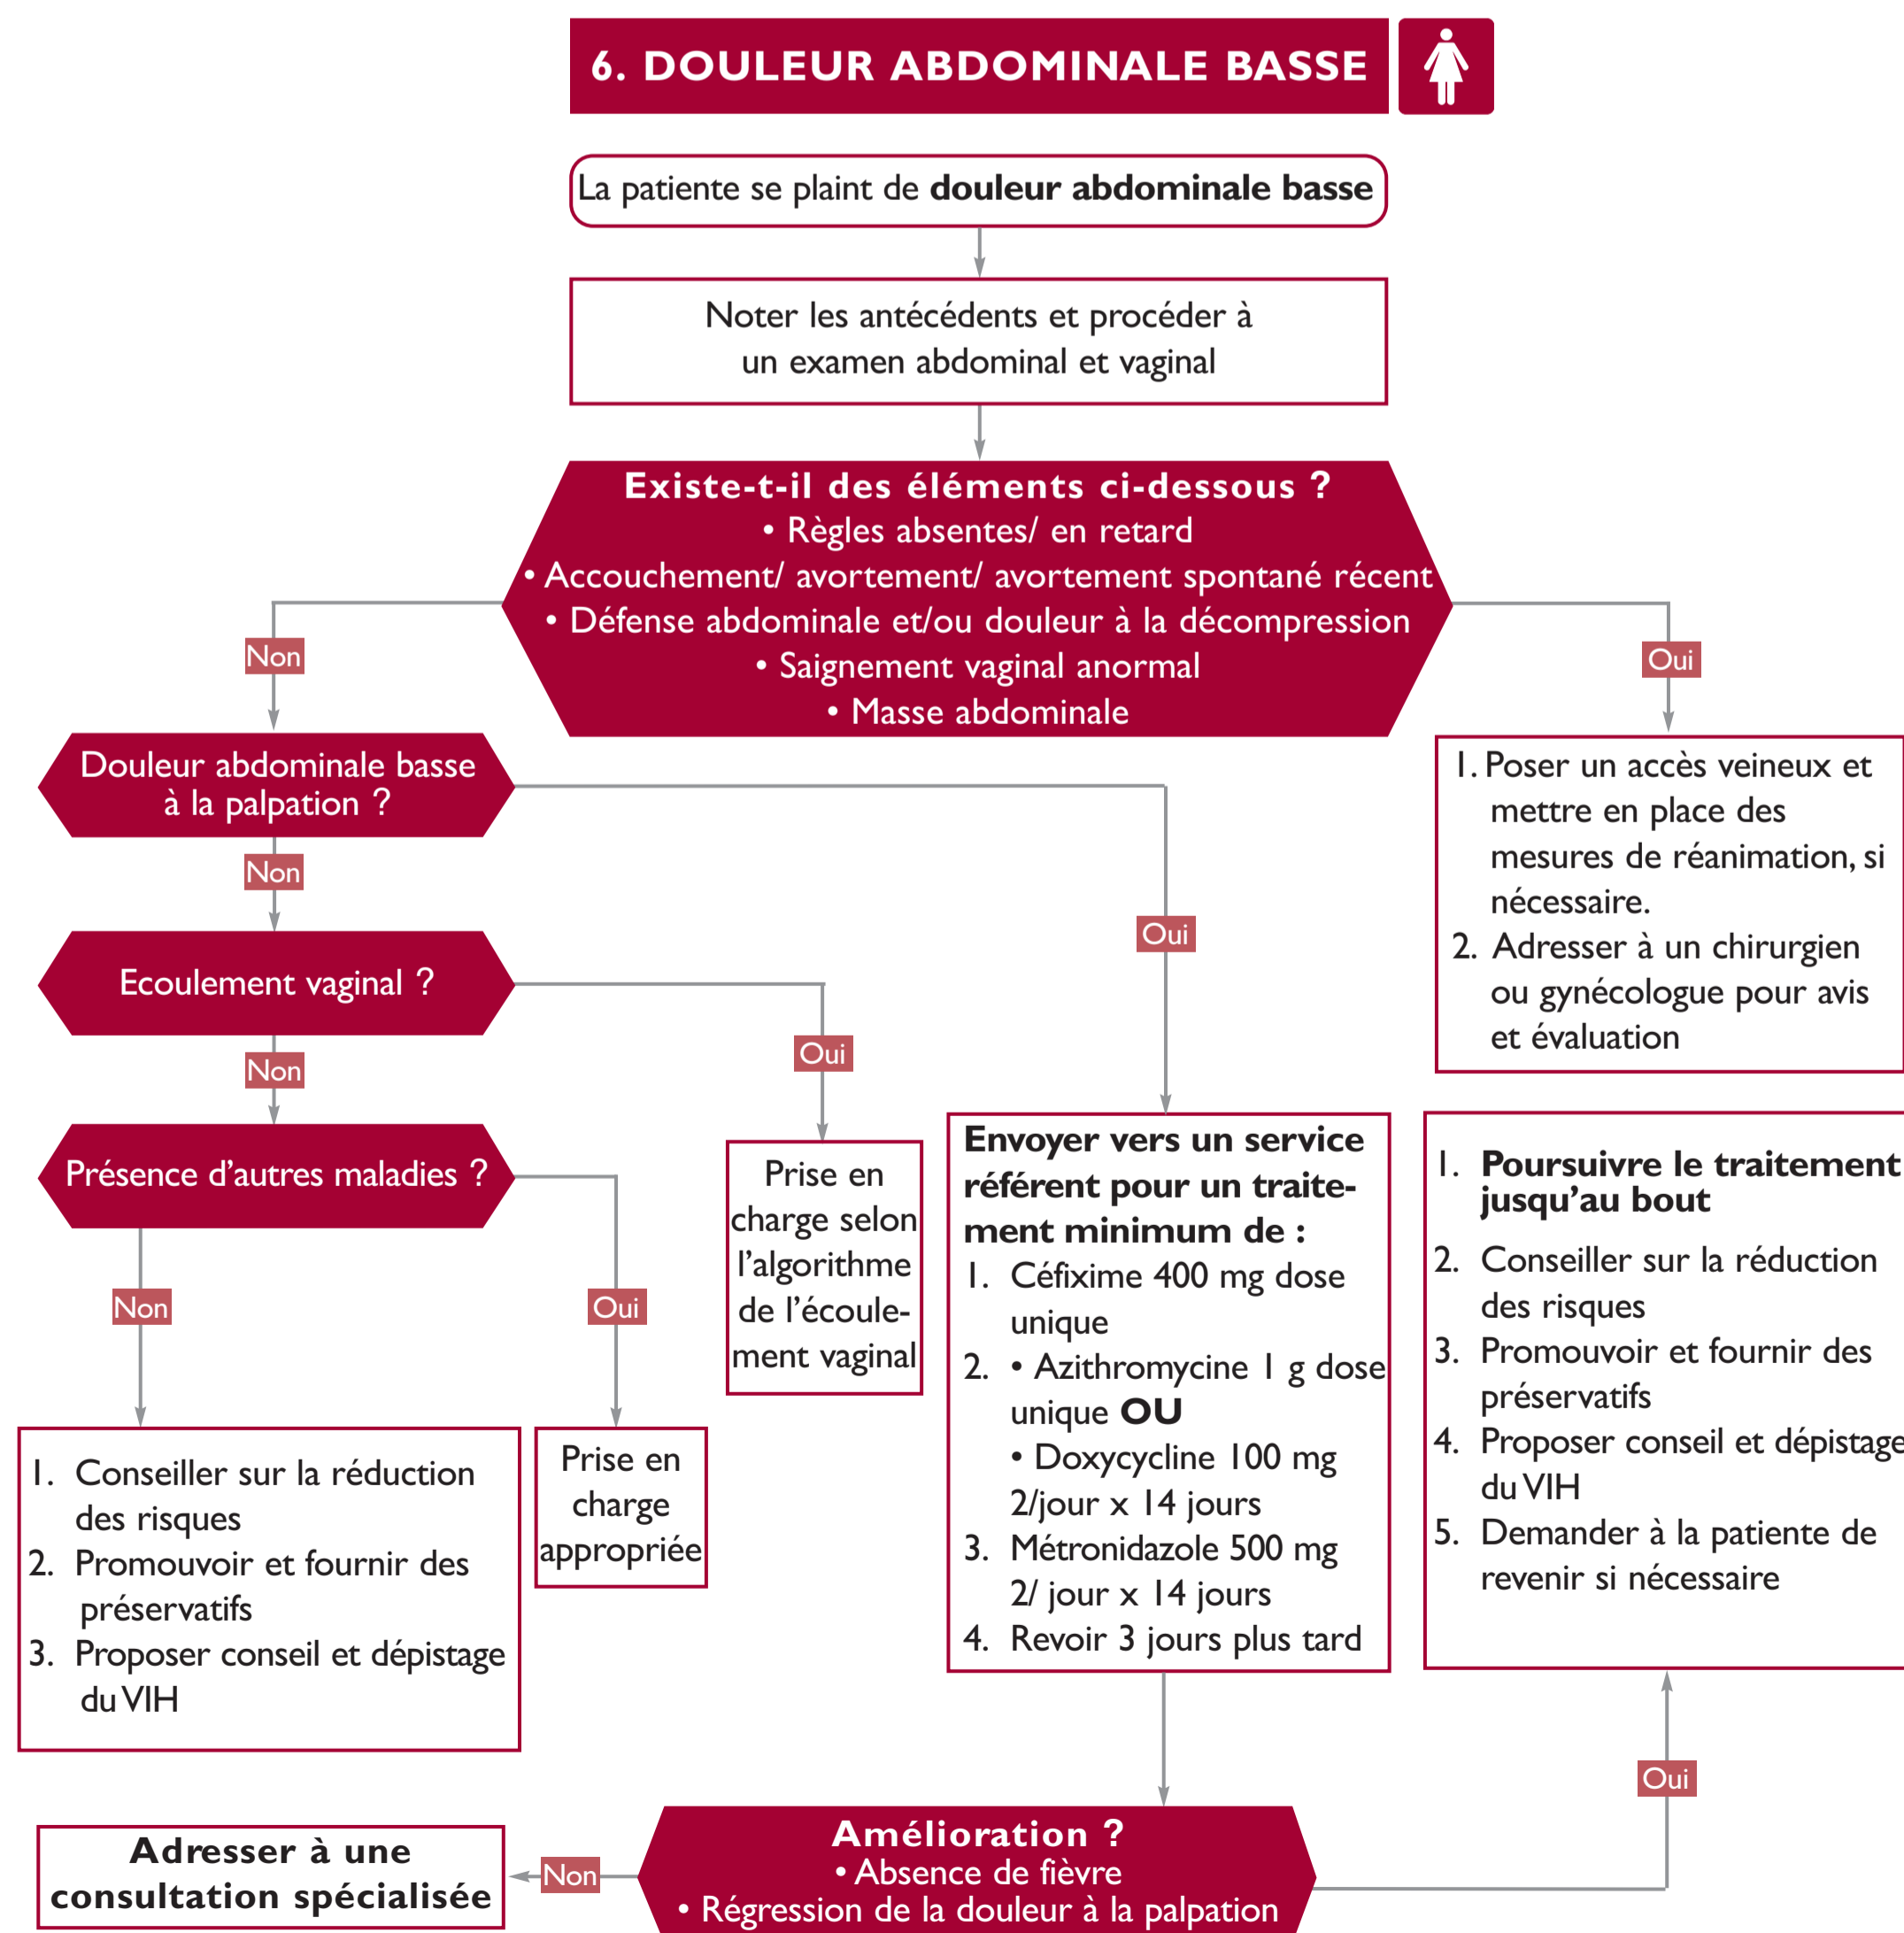 6. DOULEUR ABDOMINALE BASSE
La patiente se plaint de douleur abdominale basse
Noter les antécédents et procéder à
un examen abdominal et vaginal
Existe-t-il des éléments ci-dessous ?
• Règles absentes/ en retard
• Accouchement/ avortement/ avortement spontané récent
• Défense abdominale et/ou douleur à la décompression
• Saignement vaginal anormal
• Masse abdominale
Non
Oui
Douleur abdominale basse
à la palpation ?
1. Poser un accès veineux et
mettre en place des
mesures de réanimation, si
nécessaire.
2. Adresser à un chirurgien
ou gynécologue pour avis
et évaluation
Non
Oui
Ecoulement vaginal ?
Non
Oui
Présence d'autres maladies ?
Prise en
charge selon
l'algorithme
de l'écoule-
ment vaginal
Envoyer vers un service
référent pour un traite-
ment minimum de :
1. Céfixime 400 mg dose
unique
2. • Azithromycine 1 g dose
unique OU
• Doxycycline 100 mg
2/jour x 14 jours
3. Métronidazole 500 mg
2/ jour x 14 jours
4. Revoir 3 jours plus tard
1. Poursuivre le traitement
jusqu'au bout
2. Conseiller sur la réduction
des risques
3. Promouvoir et fournir des
préservatifs
4. Proposer conseil et dépistage
du VIH
5. Demander à la patiente de
revenir si nécessaire
Non
Oui
1. Conseiller sur la réduction
des risques
2. Promouvoir et fournir des
préservatifs
3. Proposer conseil et dépistage
du VIH
Prise en
charge
appropriée
Oui
Amélioration ?
• Absence de fièvre
• Régression de la douleur à la palpation
Non
Adresser à une
consultation spécialisée